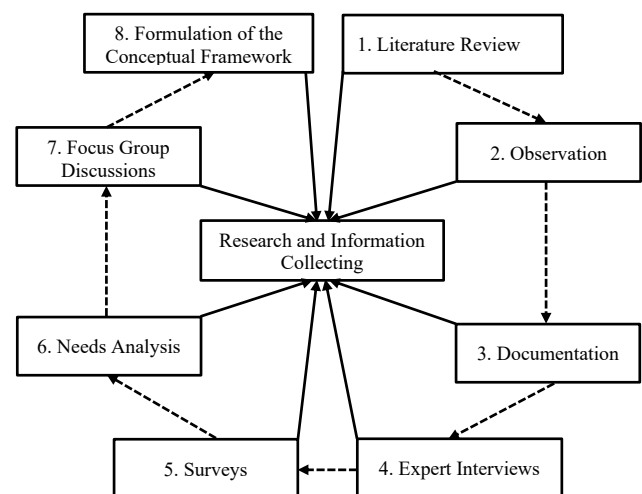 8. Formulation of the
Conceptual Framework
1. Literature Review
7. Focus Group
Discussions
2. Observation
Research and Information
Collecting
6. Needs Analysis
3. Documentation
5. Surveys
4. Expert Interviews